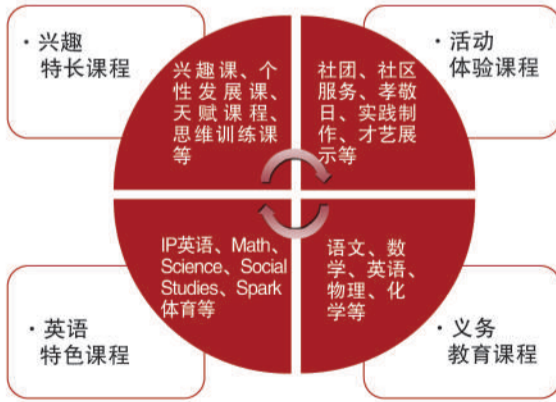 · 兴趣
特长课程
兴趣课、个
性发展课、
天赋课程、
思维训练课
等
社团、社区
服务、孝敬
日、实践制
作、才艺展
示等
· 活动
体验课程
· 英语
特色课程
IP英语、Math、
Science、Social
Studies、Spark
体育等
语文、数
学、英语、
物理、化
学等
· 义务
教育课程